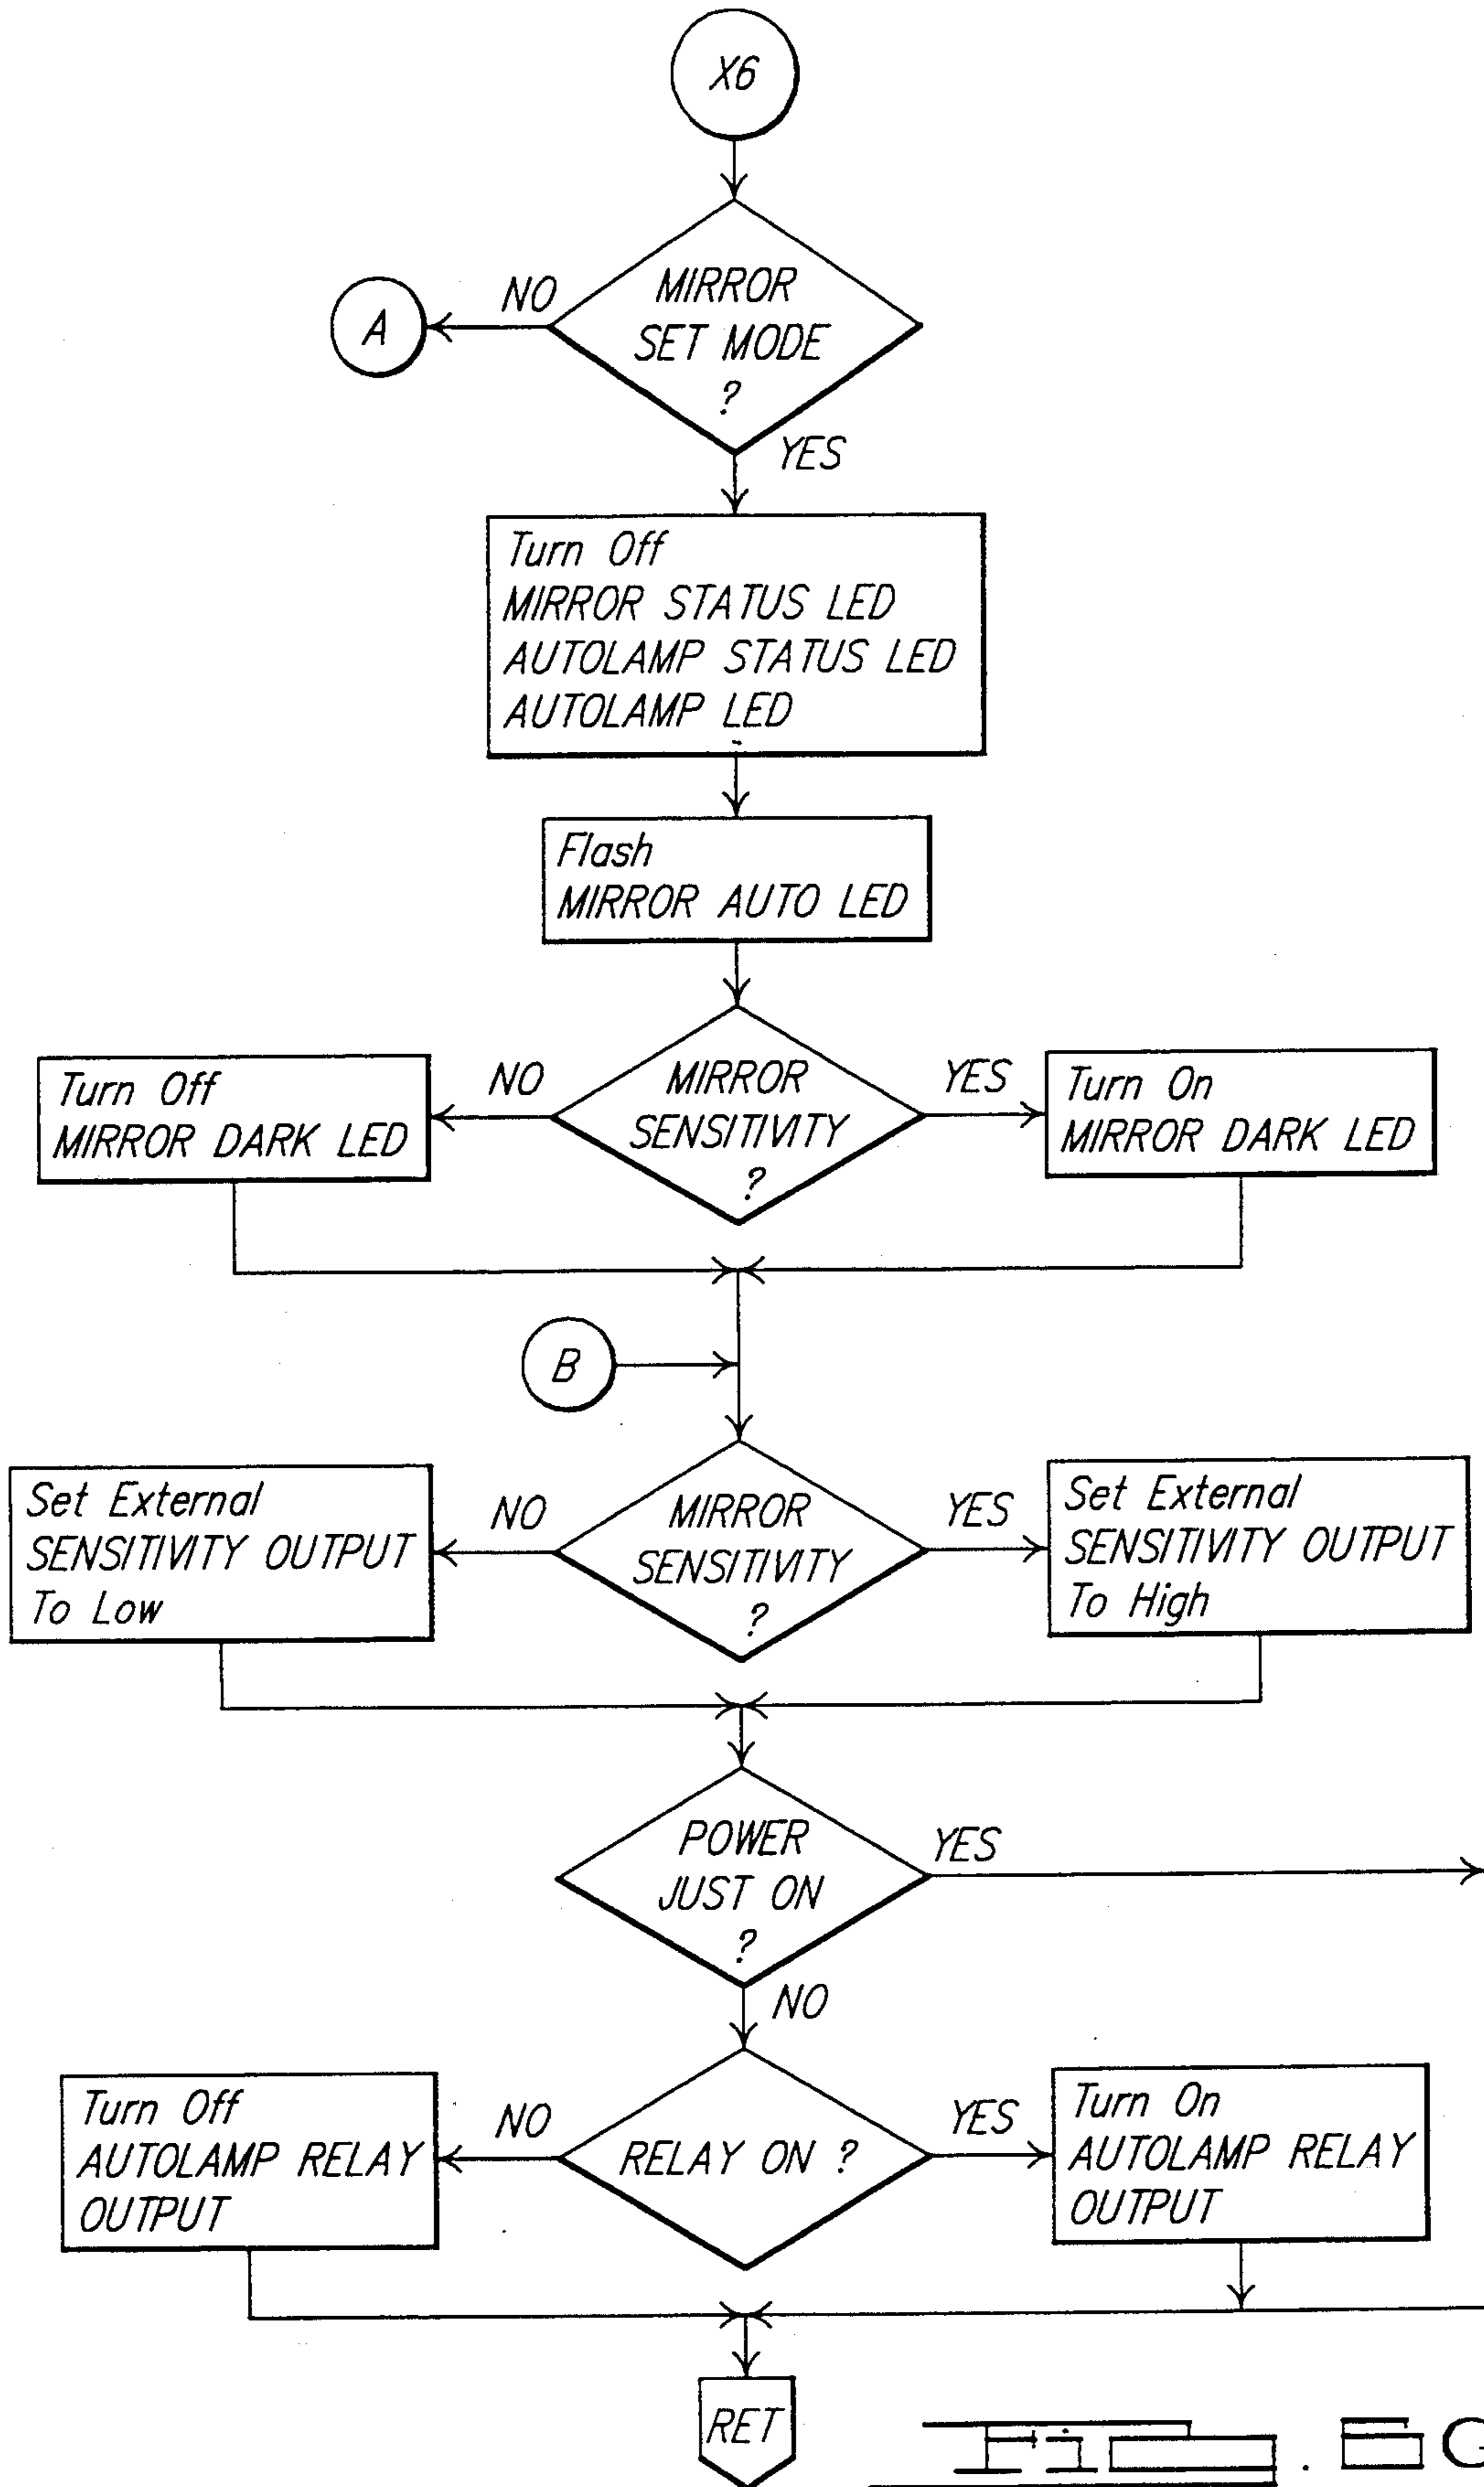 X6
MIRROR
SET MODE
?
NO
A
YES
Turn Off
MIRROR STATUS LED
AUTOLAMP STATUS LED
AUTOLAMP LED
Flash
MIRROR AUTO LED
MIRROR
SENSITIVITY
?
NO
Turn Off
MIRROR DARK LED
YES
Turn On
MIRROR DARK LED
B
MIRROR
SENSITIVITY
?
NO
Set External
SENSITIVITY OUTPUT
To Low
YES
Set External
SENSITIVITY OUTPUT
To High
POWER
JUST ON
?
YES
NO
RELAY ON ?
NO
Turn Off
AUTOLAMP RELAY
OUTPUT
YES
Turn On
AUTOLAMP RELAY
OUTPUT
RET